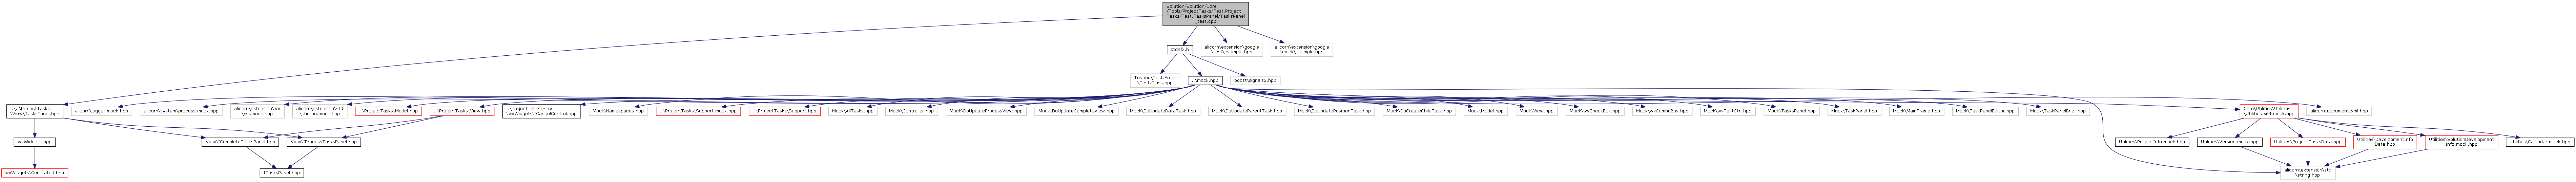 Solution/Solution/Core
/Tools/ProjectTasks/Test.Project
Tasks/Test.TasksPanel/TasksPanel
_test.cpp
stdafx.h
alicorn\extension\google
\test\example.hpp
alicorn\extension\google
\mock\example.hpp
Testing\Test.Front
\Test.Class.hpp
..\mock.hpp
boost\signals2.hpp
..\..\ProjectTasks
\View\TasksPanel.hpp
alicorn\logger.mock.hpp
alicorn\system\process.mock.hpp
alicorn\extension\wx
\wx.mock.hpp
alicorn\extension\std
\chrono.mock.hpp
..\ProjectTasks\Model.hpp
..\ProjectTasks\View.hpp
..\ProjectTasks\View
\wxWidgets\ICancelControl.hpp
Mock\Namespaces.hpp
..\ProjectTasks\Support.mock.hpp
..\ProjectTasks\Support.hpp
Mock\AllTasks.hpp
Mock\Controller.hpp
Mock\DoUpdateProcessView.hpp
Mock\DoUpdateCompleteView.hpp
Mock\DoUpdateDataTask.hpp
Mock\DoUpdateParentTask.hpp
Mock\DoUpdatePositionTask.hpp
Mock\DoCreateChildTask.hpp
Mock\Model.hpp
Mock\View.hpp
Mock\wxCheckBox.hpp
Mock\wxComboBox.hpp
Mock\wxTextCtrl.hpp
Mock\TasksPanel.hpp
Mock\TaskPanel.hpp
Mock\MainFrame.hpp
Mock\TaskPanelEditor.hpp
Mock\TaskPanelBrief.hpp
Core\Utilities\Utilities
\Utilities.x64.mock.hpp
alicorn\document\xml.hpp
wxWidgets.hpp
View\ICompleteTasksPanel.hpp
View\IProcessTasksPanel.hpp
Utilities\ProjectInfo.mock.hpp
Utilities\Version.mock.hpp
Utilities\ProjectTasksData.hpp
Utilities\DevelopmentInfo
Data.hpp
Utilities\SolutionDevelopment
Info.mock.hpp
Utilities\Calendar.mock.hpp
wxWidgets\Generated.hpp
ITasksPanel.hpp
alicorn\extension\std
\string.hpp